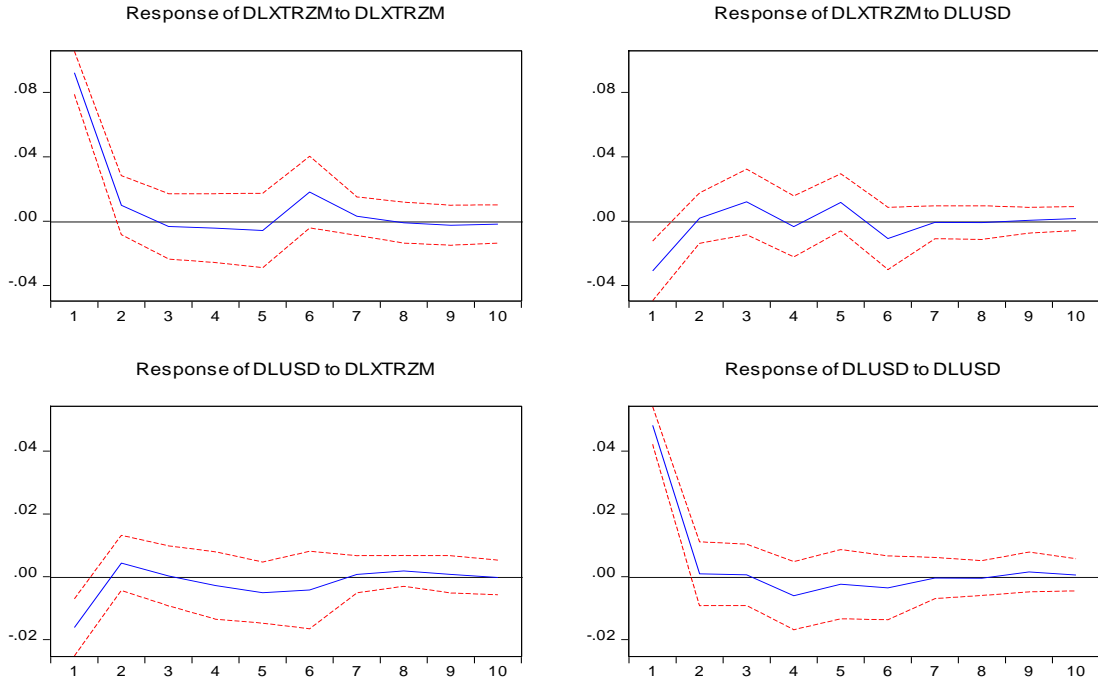 Response of DLXTRZM to DLXTRZM
.08
.04
.00
-.04
1 2 3 4 5 6 7 8 9 10
Response of DLXTRZM to DLUSD
.08
.04
.00
-.04
1 2 3 4 5 6 7 8 9 10
Response of DLUSD to DLXTRZM
.04
.02
.00
-.02
1 2 3 4 5 6 7 8 9 10
Response of DLUSD to DLUSD
.04
.02
.00
-.02
1 2 3 4 5 6 7 8 9 10